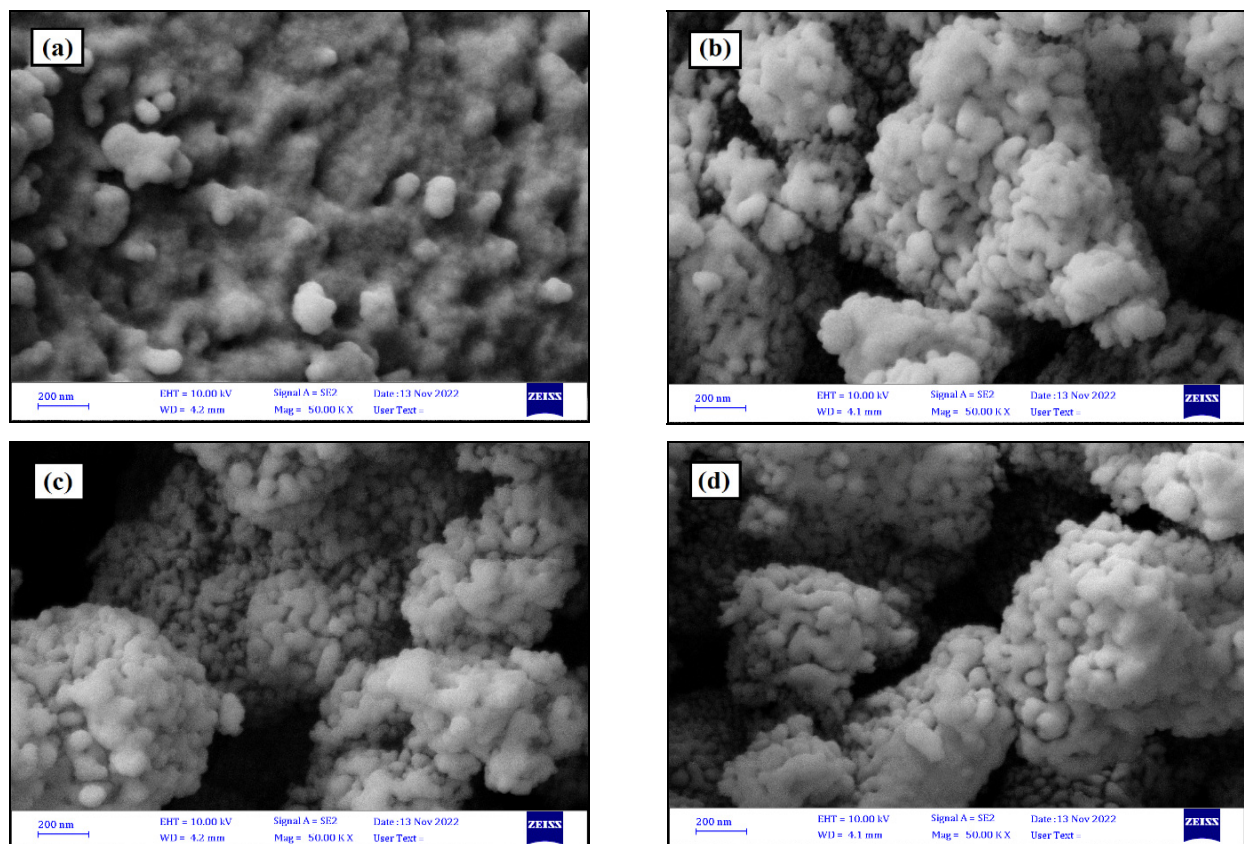 (a)
200 nm
EHT = 10.00 kV Signal A = SE2 Date :13 Nov 2022 ZEISS
WD = 4.2 mm Mag = 50.00 K X User Text =
(b)
200 nm
EHT = 10.00 kV Signal A = SE2 Date :13 Nov 2022 ZEISS
WD = 4.1 mm Mag = 50.00 K X User Text =
(c)
200 nm
EHT = 10.00 kV Signal A = SE2 Date :13 Nov 2022 ZEISS
WD = 4.2 mm Mag = 50.00 K X User Text =
(d)
200 nm
EHT = 10.00 kV Signal A = SE2 Date :13 Nov 2022 ZEISS
WD = 4.1 mm Mag = 50.00 K X User Text =